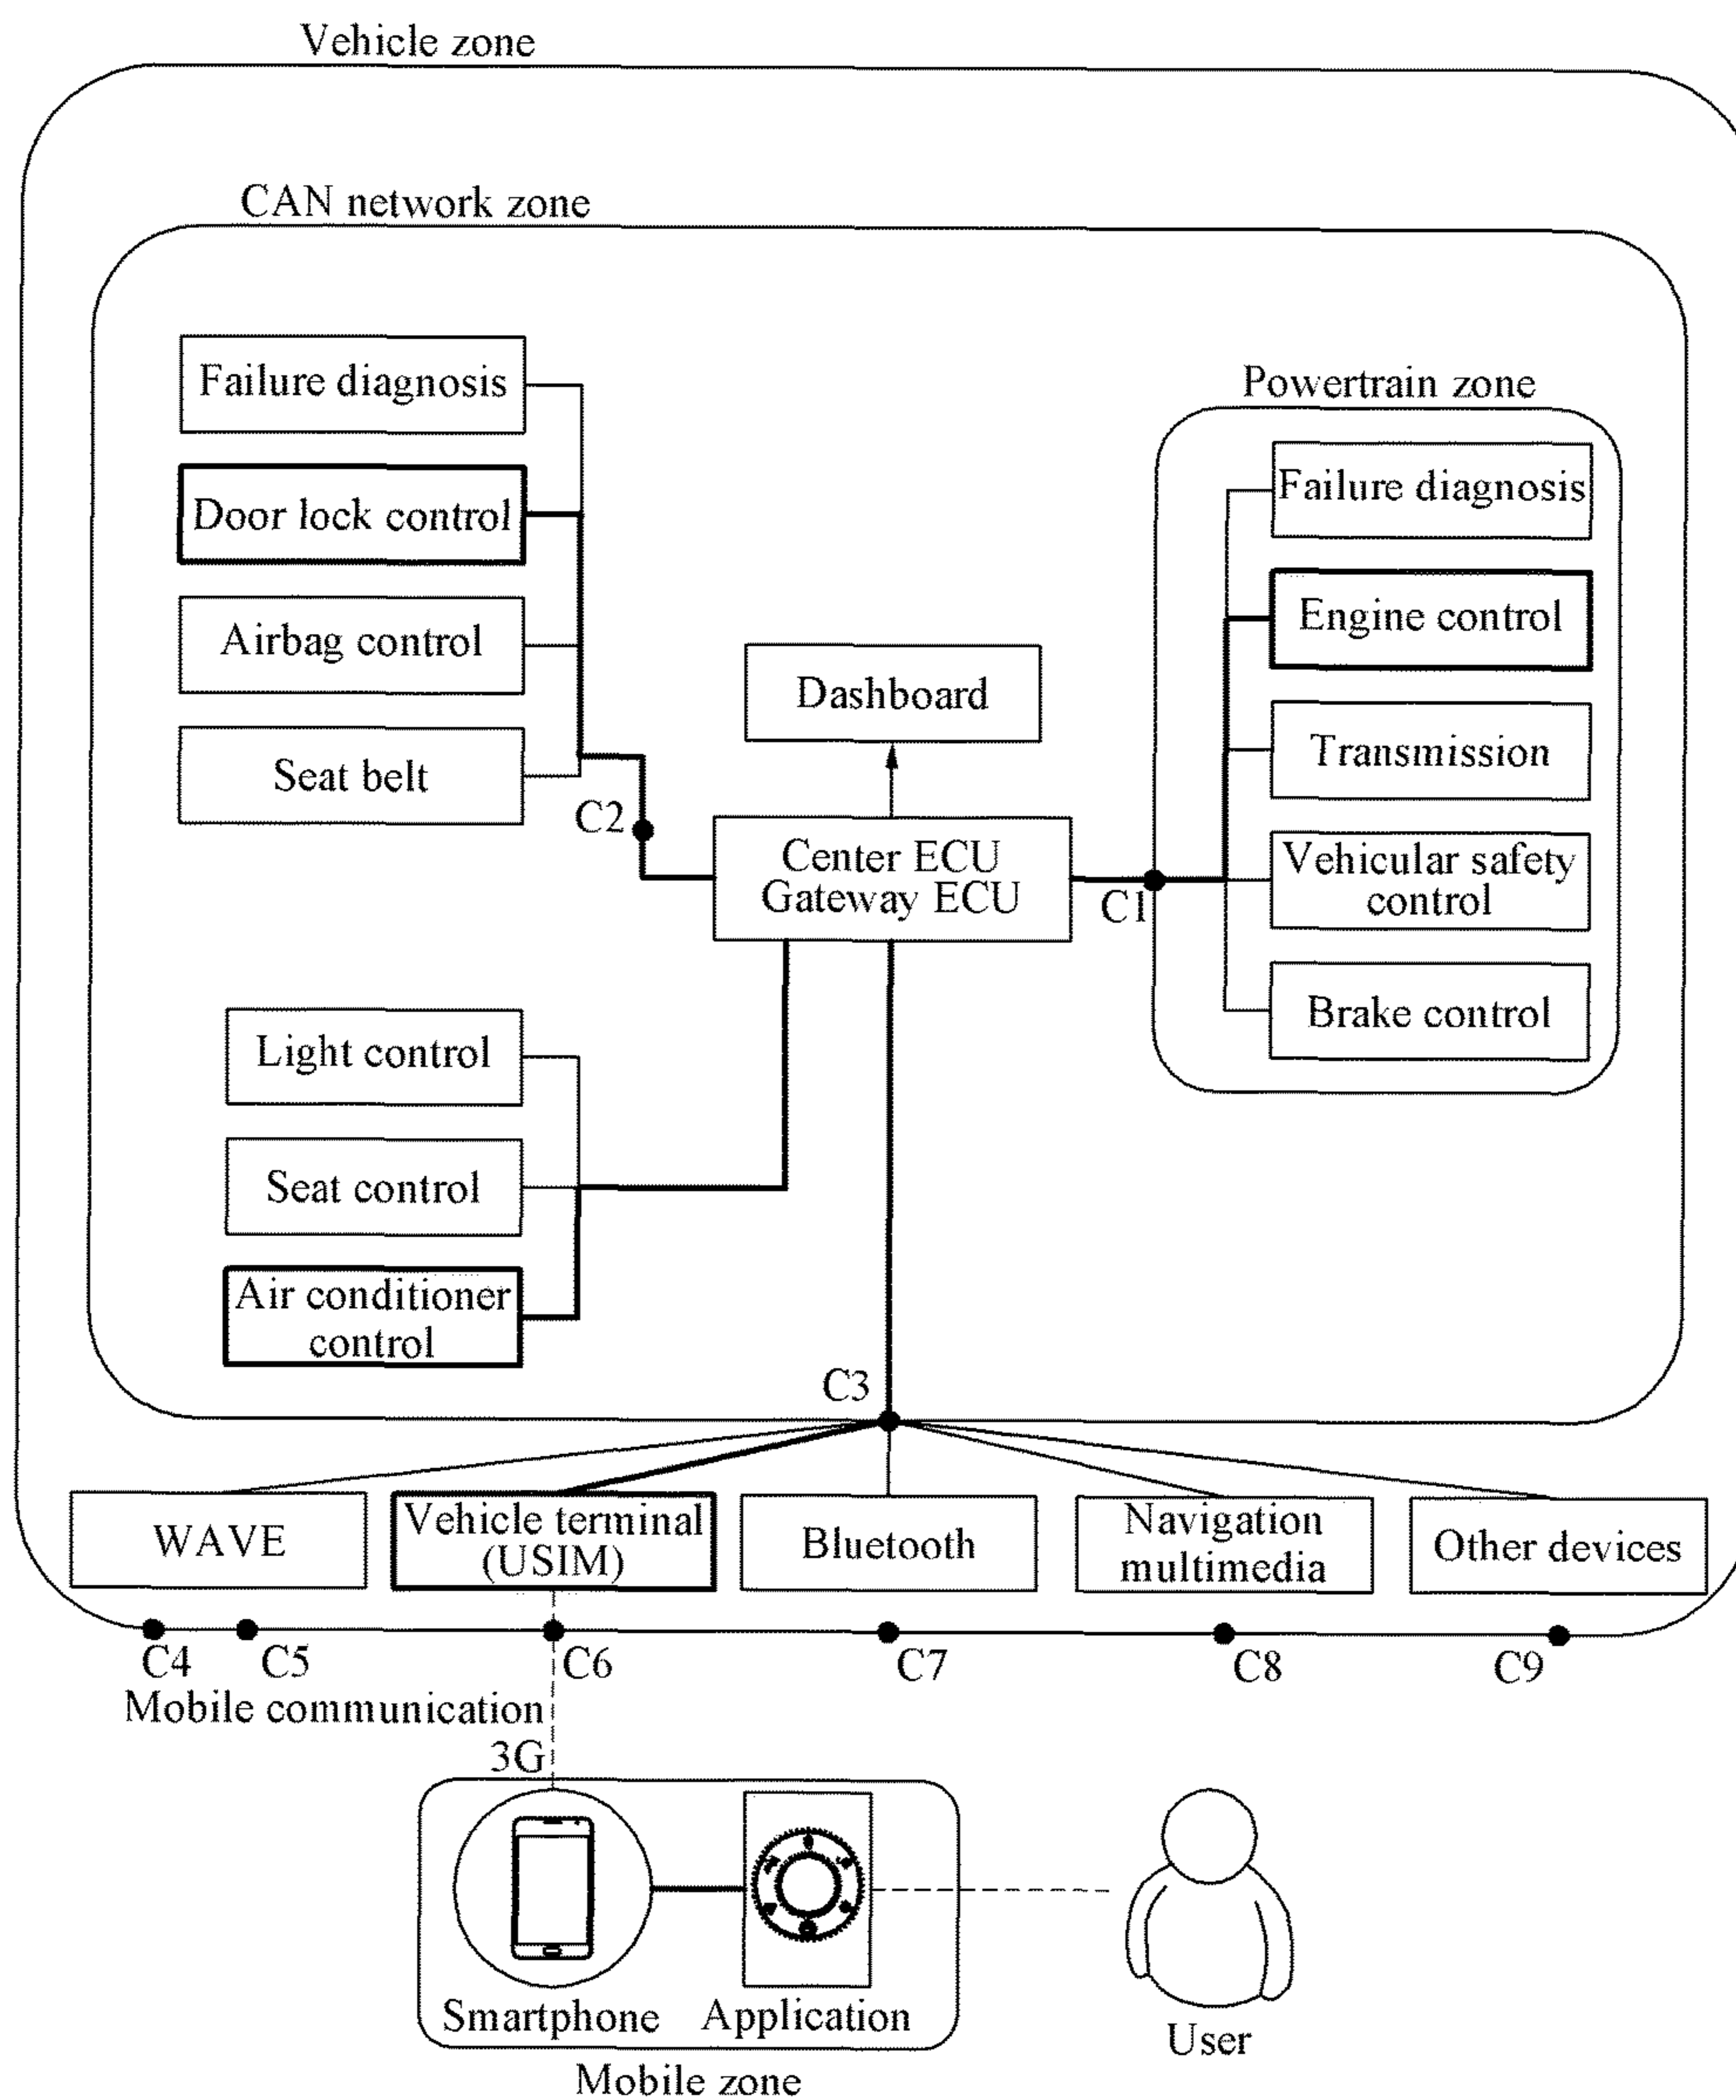 Vehicle zone
CAN network zone
Failure diagnosis
Door lock control
Airbag control
Seat belt
C2
Dashboard
Center ECU
Gateway ECU
C1
Powertrain zone
Failure diagnosis
Engine control
Transmission
Vehicular safety
control
Brake control
Light control
Seat control
Air conditioner
control
C3
WAVE
Vehicle terminal
(USIM)
Bluetooth
Navigation
multimedia
Other devices
C4
C5
C6
C7
C8
C9
Mobile communication
3G
Smartphone
Application
User
Mobile zone